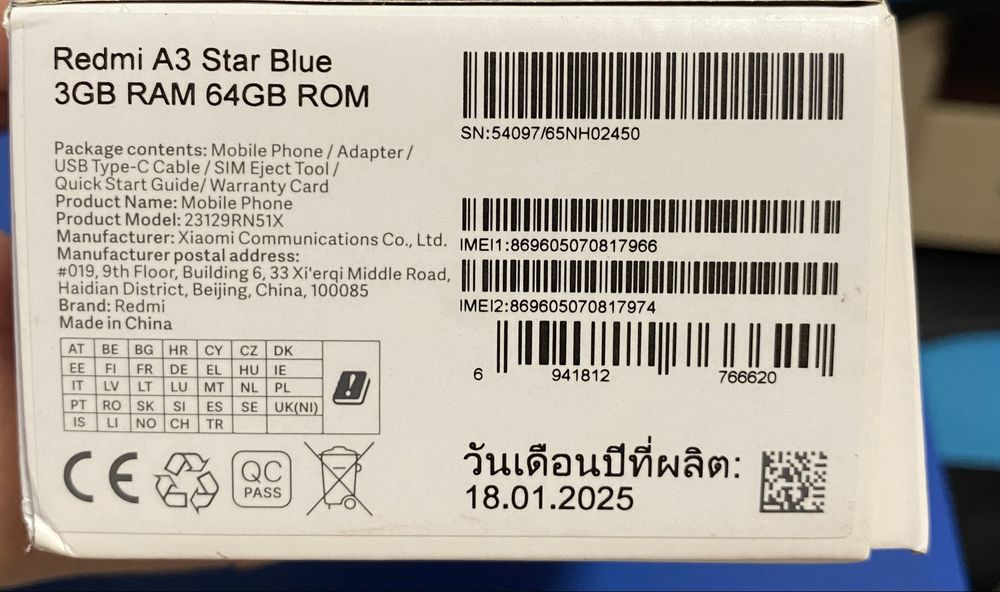 Redmi A3 Star Blue
3GB RAM 64GB ROM
Package contents: Mobile Phone / Adapter /
USB Type-C Cable / SIM Eject Tool /
Quick Start Guide/ Warranty Card
Product Name: Mobile Phone
Product Model: 23129RN51X
Manufacturer: Xiaomi Communications Co., Ltd.
Manufacturer postal address:
#019, 9th Floor, Building 6, 33 Xi'erqi Middle Road,
Haidian District, Beijing, China, 100085
Brand: Redmi
Made in China
AT BE BG HR CY CZ DK
EE FI FR DE EL HU IE
IT LV LT LU MT NL PL
PT RO SK SI ES SE UK(NI)
IS LI NO CH TR
CE
QC
PASS
SN:54097/65NH02450
IMEI1:869605070817966
IMEI2:869605070817974
6 941812 766620
วันเดือนปีที่ผลิต:
18.01.2025